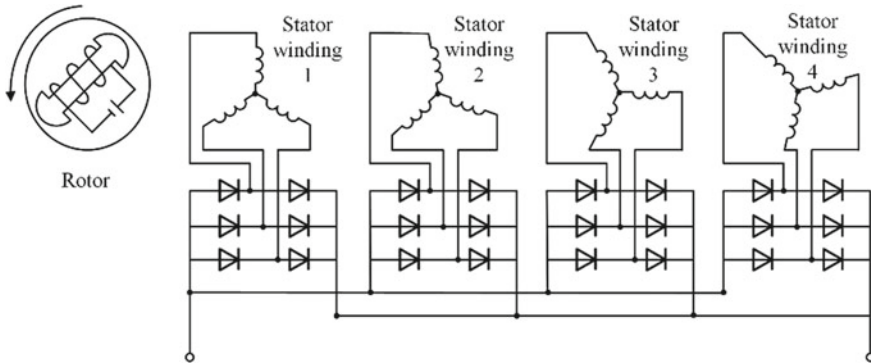 Stator
winding
1
Stator
winding
2
Stator
winding
3
Stator
winding
4
Rotor